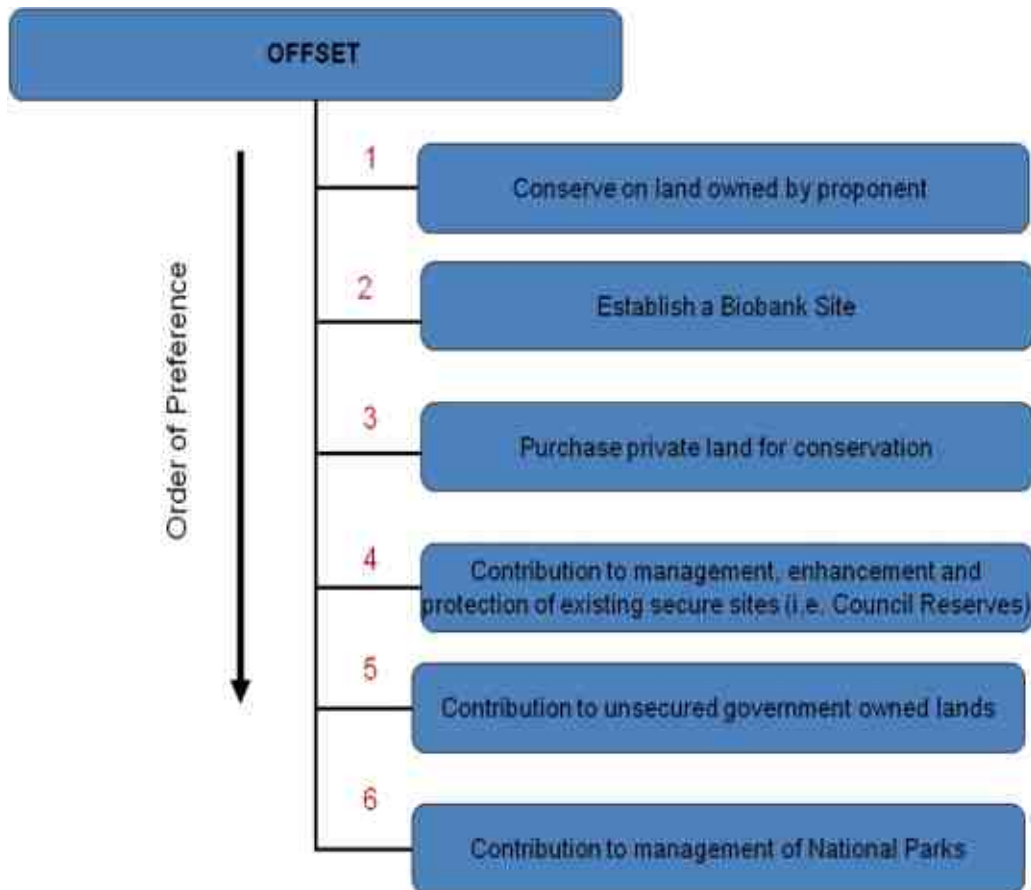 OFFSET
Order of Preference
1
Conserve on land owned by proponent
2
Establish a Biobank Site
3
Purchase private land for conservation
4
Contribution to management, enhancement and
protection of existing secure sites (i.e. Council Reserves)
5
Contribution to unsecured government owned lands
6
Contribution to management of National Parks